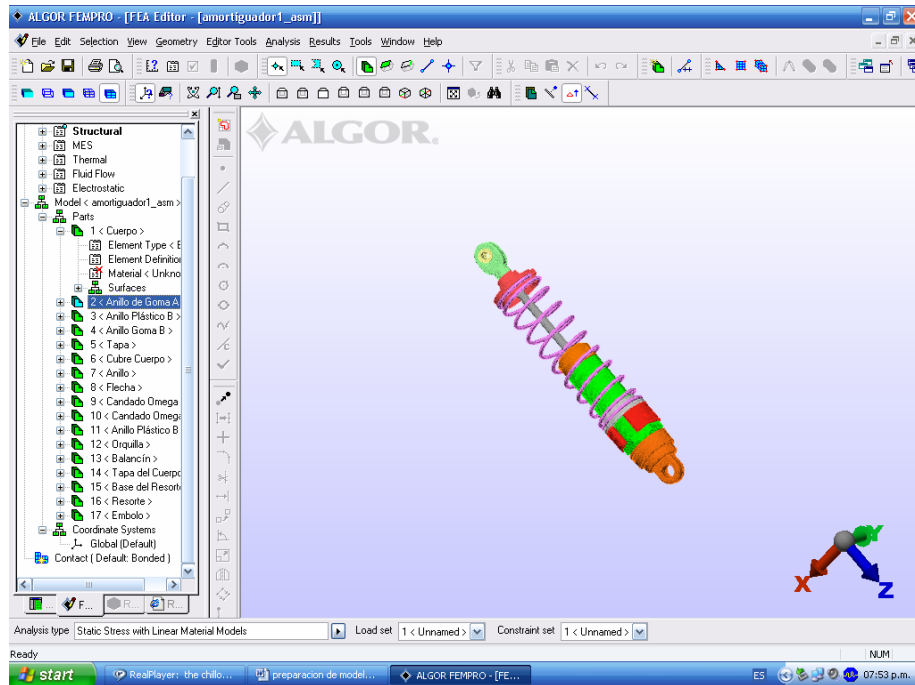 ALGOR FEMPRO - [FEA Editor - [amortiguador1_asm]]
File Edit Selection View Geometry Editor Tools Analysis Results Tools Window Help
ALGOR.
Structural
MES
Thermal
Fluid Flow
Electrostatic
Model < amortiguador1_asm >
Parts
1 < Cuerpo >
Element Type < E
Element Definition
Material < Unkno
Surfaces
2 < Anillo de Goma A
3 < Anillo Plástico B >
4 < Anillo Goma B >
5 < Tapa >
6 < Cubre Cuerpo >
7 < Anillo >
8 < Flecha >
9 < Candado Omega
10 < Candado Omega
11 < Anillo Plástico B
12 < Orquilla >
13 < Balancín >
14 < Tapa del Cuerpo
15 < Base del Resorte
16 < Resorte >
17 < Embolo >
Coordinate Systems
Global (Default)
Contact ( Default: Bonded )
X Y Z
... F... R... R...
Analysis type Static Stress with Linear Material Models Load set 1 < Unnamed > Constraint set 1 < Unnamed >
Ready NUM
start RealPlayer: the chillo... preparacion de model... ALGOR FEMPRO - [FE... ES 07:53 p.m.